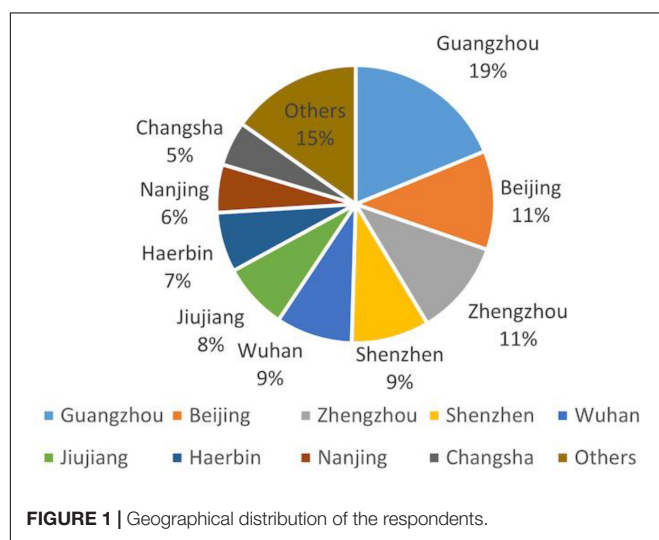 Guangzhou
19%
Beijing
11%
Zhengzhou
11%
Shenzhen
9%
Wuhan
9%
Jiujiang
8%
Haerbin
7%
Nanjing
6%
Changsha
5%
Others
15%
Guangzhou Beijing Zhengzhou Shenzhen Wuhan
Jiujiang Haerbin Nanjing Changsha Others
FIGURE 1 | Geographical distribution of the respondents.